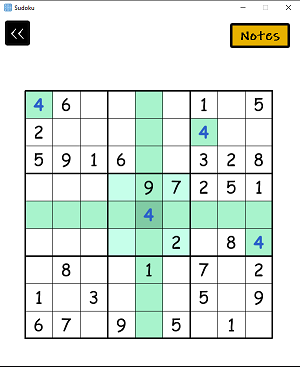 Sudoku
Notes
4 6 1 5
2 4
5 9 1 6 3 2 8
9 7 2 5 1
4
2 8 4
8 1 7 2
1 3 5 9
6 7 9 5 1